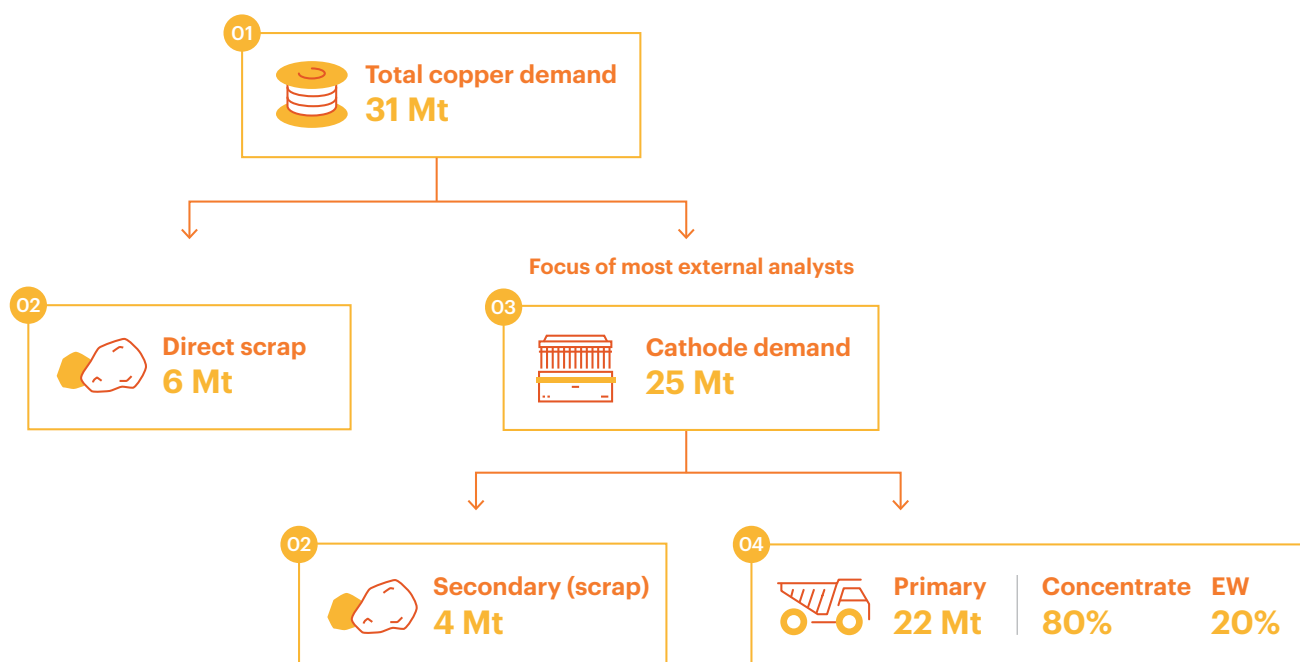 01
Total copper demand
31 Mt
Focus of most external analysts
02
Direct scrap
6 Mt
03
Cathode demand
25 Mt
02
Secondary (scrap)
4 Mt
04
Primary
22 Mt
Concentrate
80%
EW
20%